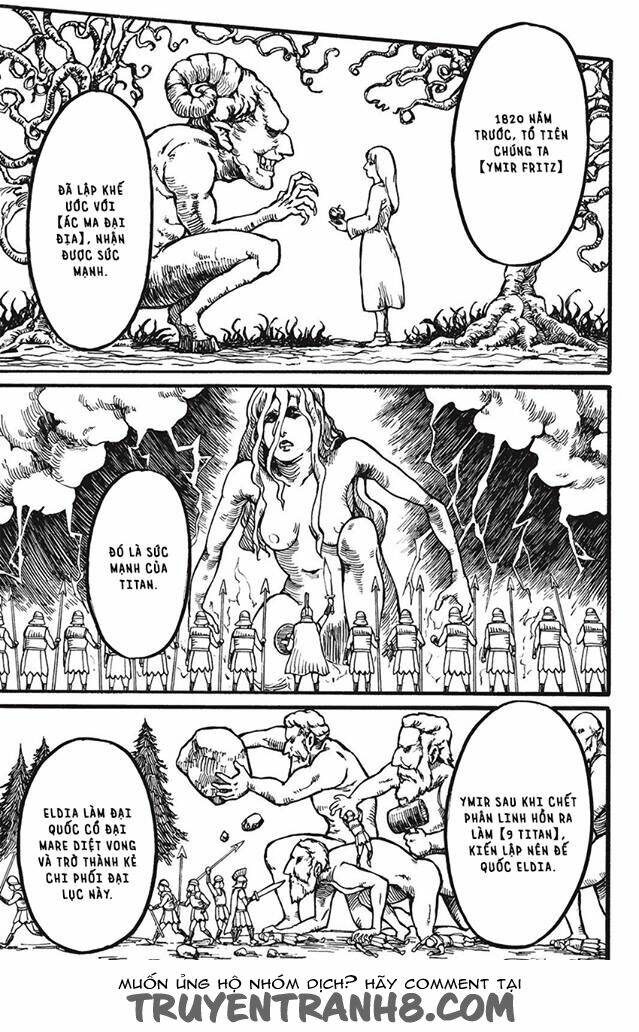 1820 NĂM
TRƯỚC, TỔ TIÊN
CHÚNG TA
[YMIR FRITZ]
ĐÃ LẬP KHẾ
ƯỚC VỚI
[ÁC MA ĐẠI
ĐỊA], NHẬN
ĐƯỢC SỨC
MẠNH.
ĐÓ LÀ SỨC
MẠNH CỦA
TITAN.
YMIR SAU KHI CHẾT
PHÂN LINH HỒN RA
LÀM [9 TITAN],
KIẾN LẬP NÊN ĐẾ
QUỐC ELDIA.
ELDIA LÀM ĐẠI
QUỐC CỔ ĐẠI
MARE DIỆT VONG
VÀ TRỞ THÀNH KẺ
CHI PHỐI ĐẠI
LỤC NÀY.
MUỐN ỦNG HỘ NHÓM DỊCH? HÃY COMMENT TẠI
TRUYENTRANH8.COM